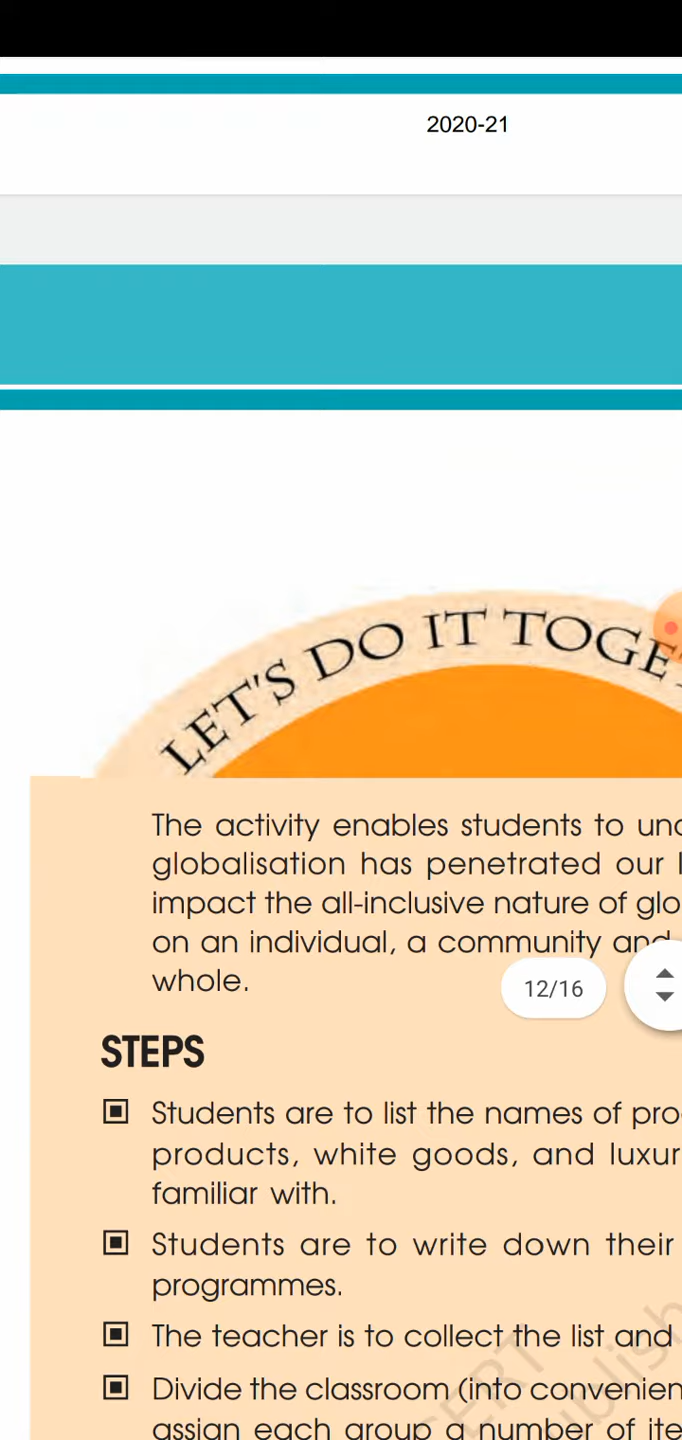 2020-21
LET'S DO IT
The activity enables students to
globalisation has penetrated our
impact the all-inclusive nature of
on an individual, a community and
whole.
12/16
STEPS
Students are to list the names of
products, white goods, and
familiar with.
Students are to write down their
programmes.
The teacher is to collect the list and
Divide the classroom (into
assign each group a number of